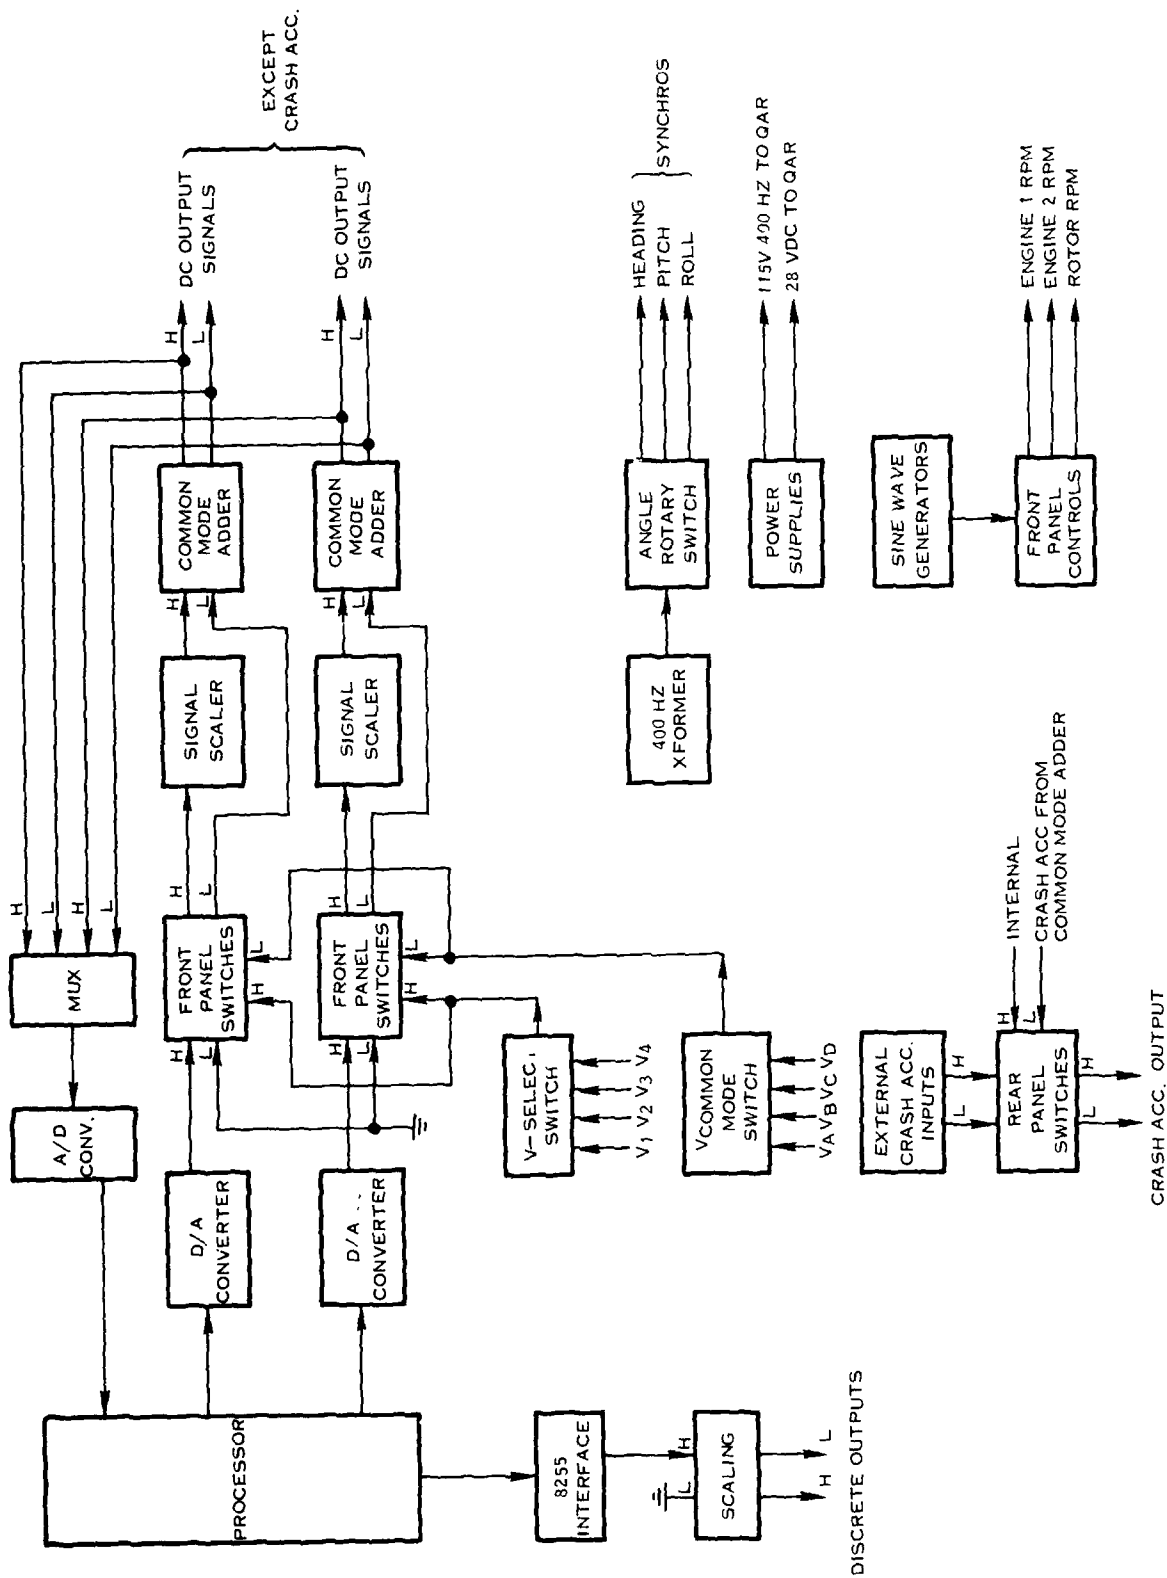 EXCEPT
CRASH ACC.
DC OUTPUT
SIGNALS
DC OUTPUT
SIGNALS
H
L
H
L
H
L
H
L
MUX
A/D
CONV.
PROCESSOR
D/A
CONVERTER
D/A
CONVERTER
H
L
FRONT
PANEL
SWITCHES
H
L
H
L
SIGNAL
SCALER
H
L
COMMON
MODE
ADDER
H
L
FRONT
PANEL
SWITCHES
H
L
H
L
SIGNAL
SCALER
H
L
COMMON
MODE
ADDER
V-SELEC.
SWITCH
V1 V2 V3 V4
VCOMMON
MODE
SWITCH
VA VB VC VD
8255
INTERFACE
L
H
SCALING
H
L
DISCRETE OUTPUTS
400 HZ
XFORMER
ANGLE
ROTARY
SWITCH
HEADING
PITCH
ROLL
SYNCHROS
POWER
SUPPLIES
115V 400 HZ TO QAR
28 VDC TO QAR
SINE WAVE
GENERATORS
FRONT
PANEL
CONTROLS
ENGINE 1 RPM
ENGINE 2 RPM
ROTOR RPM
EXTERNAL
CRASH ACC.
INPUTS
L
H
REAR
PANEL
SWITCHES
H
INTERNAL
L
CRASH ACC FROM
COMMON MODE ADDER
L
H
CRASH ACC. OUTPUT